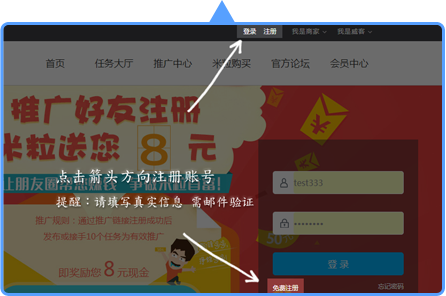 登录 注册 我是商家 我是威客
首页 任务大厅 推广中心 米粒购买 官方论坛 会员中心
推广好友注册
米粒送您8元
点击箭头方向注册账号
提醒：请填写真实信息 需邮件验证
推广规则：通过推广链接注册成功后
发布或接手10个任务为有效推广
即奖励您8元现金
test333
登录
免费注册 忘记密码